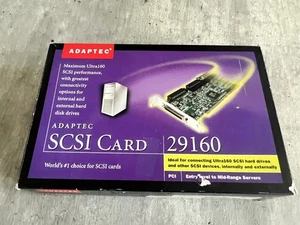 ADAPTEC
Maximum Ultra160
SCSI performance,
with greatest
connectivity
options for
internal and
external hard
disk drives
ADAPTEC
SCSI CARD 29160
World's #1 choice for SCSI cards
Ideal for connecting Ultra160 SCSI hard drives
and other SCSI devices, internally and externally
PCI Entry-level to Mid-Range Servers